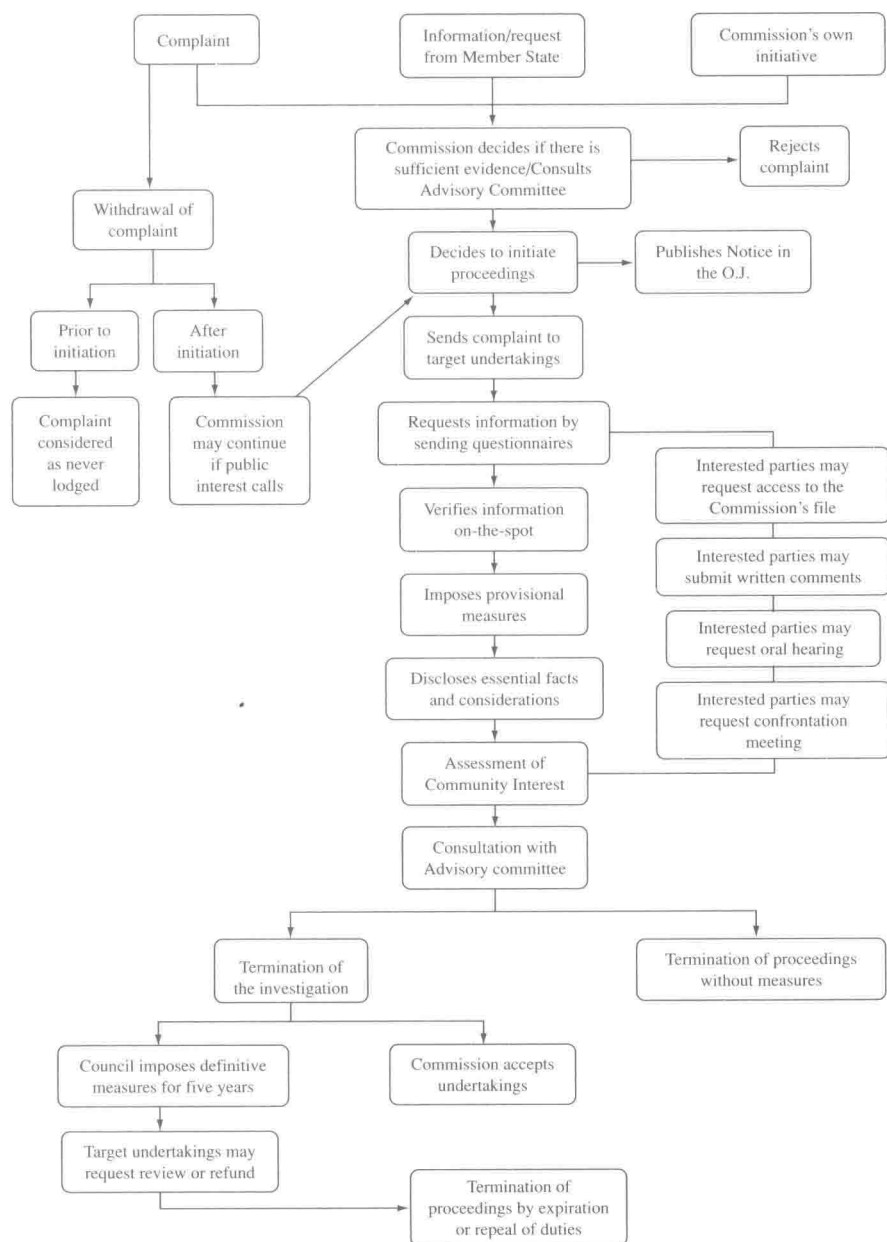 Complaint
Information/request
from Member State
Commission's own
initiative
Commission decides if there is
sufficient evidence/Consults
Advisory Committee
Rejects
complaint
Withdrawal of
complaint
Decides to initiate
proceedings
Publishes Notice in
the O.J.
Prior to
initiation
After
initiation
Sends complaint to
target undertakings
Complaint
considered
as never
lodged
Commission
may continue
if public
interest calls
Requests information by
sending questionnaires
Interested parties may
request access to the
Commission's file
Verifies information
on-the-spot
Interested parties may
submit written comments
Imposes provisional
measures
Interested parties may
request oral hearing
Discloses essential facts
and considerations
Interested parties may
request confrontation
meeting
Assessment of
Community Interest
Consultation with
Advisory committee
Termination of
the investigation
Termination of proceedings
without measures
Council imposes definitive
measures for five years
Commission accepts
undertakings
Target undertakings may
request review or refund
Termination of
proceedings by expiration
or repeal of duties